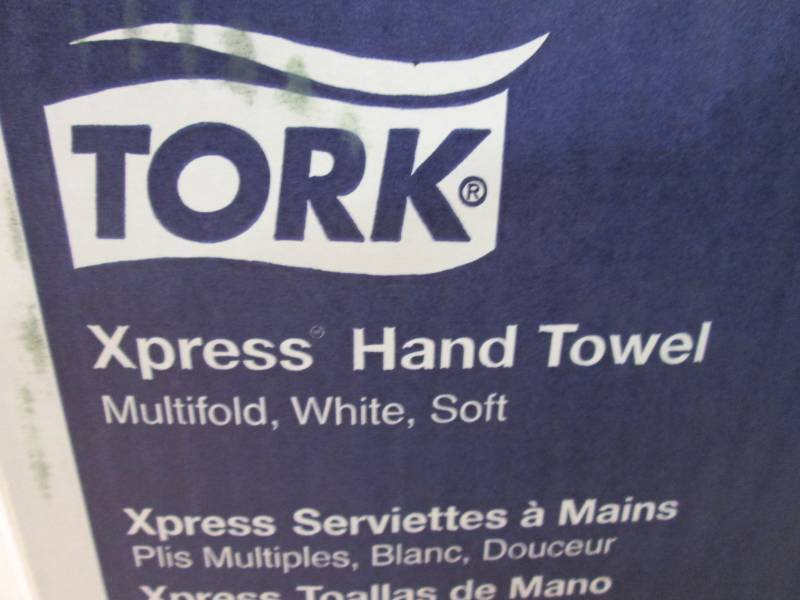 TORK®
Xpress® Hand Towel
Multifold, White, Soft
Xpress Serviettes à Mains
Plis Multiples, Blanc, Douceur
Xpress Toallas de Mano